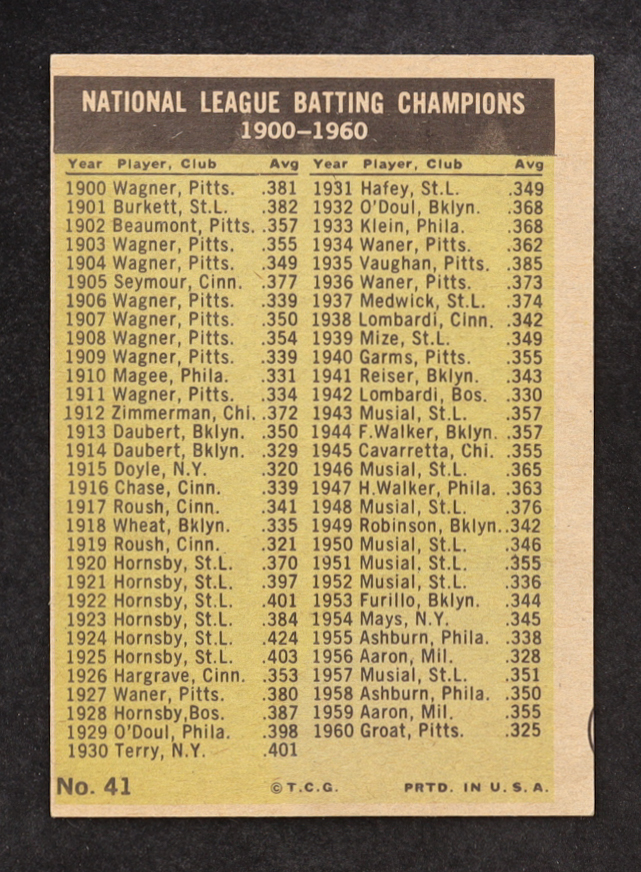 NATIONAL LEAGUE BATTING CHAMPIONS
1900–1960
Year Player, Club Avg Year Player, Club Avg
1900 Wagner, Pitts. .381 1931 Hafey, St.L. .349
1901 Burkett, St.L. .382 1932 O'Doul, Bklyn. .368
1902 Beaumont, Pitts. .357 1933 Klein, Phila. .368
1903 Wagner, Pitts. .355 1934 Waner, Pitts. .362
1904 Wagner, Pitts. .349 1935 Vaughan, Pitts. .385
1905 Seymour, Cinn. .377 1936 Waner, Pitts. .373
1906 Wagner, Pitts. .339 1937 Medwick, St.L. .374
1907 Wagner, Pitts. .350 1938 Lombardi, Cinn. .342
1908 Wagner, Pitts. .354 1939 Mize, St.L. .349
1909 Wagner, Pitts. .339 1940 Garms, Pitts. .355
1910 Magee, Phila. .331 1941 Reiser, Bklyn. .343
1911 Wagner, Pitts. .334 1942 Lombardi, Bos. .330
1912 Zimmerman, Chi. .372 1943 Musial, St.L. .357
1913 Daubert, Bklyn. .350 1944 F.Walker, Bklyn. .357
1914 Daubert, Bklyn. .329 1945 Cavarretta, Chi. .355
1915 Doyle, N.Y. .320 1946 Musial, St.L. .365
1916 Chase, Cinn. .339 1947 H.Walker, Phila. .363
1917 Roush, Cinn. .341 1948 Musial, St.L. .376
1918 Wheat, Bklyn. .335 1949 Robinson, Bklyn. .342
1919 Roush, Cinn. .321 1950 Musial, St.L. .346
1920 Hornsby, St.L. .370 1951 Musial, St.L. .355
1921 Hornsby, St.L. .397 1952 Musial, St.L. .336
1922 Hornsby, St.L. .401 1953 Furillo, Bklyn. .344
1923 Hornsby, St.L. .384 1954 Mays, N.Y. .345
1924 Hornsby, St.L. .424 1955 Ashburn, Phila. .338
1925 Hornsby, St.L. .403 1956 Aaron, Mil. .328
1926 Hargrave, Cinn. .353 1957 Musial, St.L. .351
1927 Waner, Pitts. .380 1958 Ashburn, Phila. .350
1928 Hornsby,Bos. .387 1959 Aaron, Mil. .355
1929 O'Doul, Phila. .398 1960 Groat, Pitts. .325
1930 Terry, N.Y. .401
No. 41 © T.C.G. PRTD. IN U. S. A.